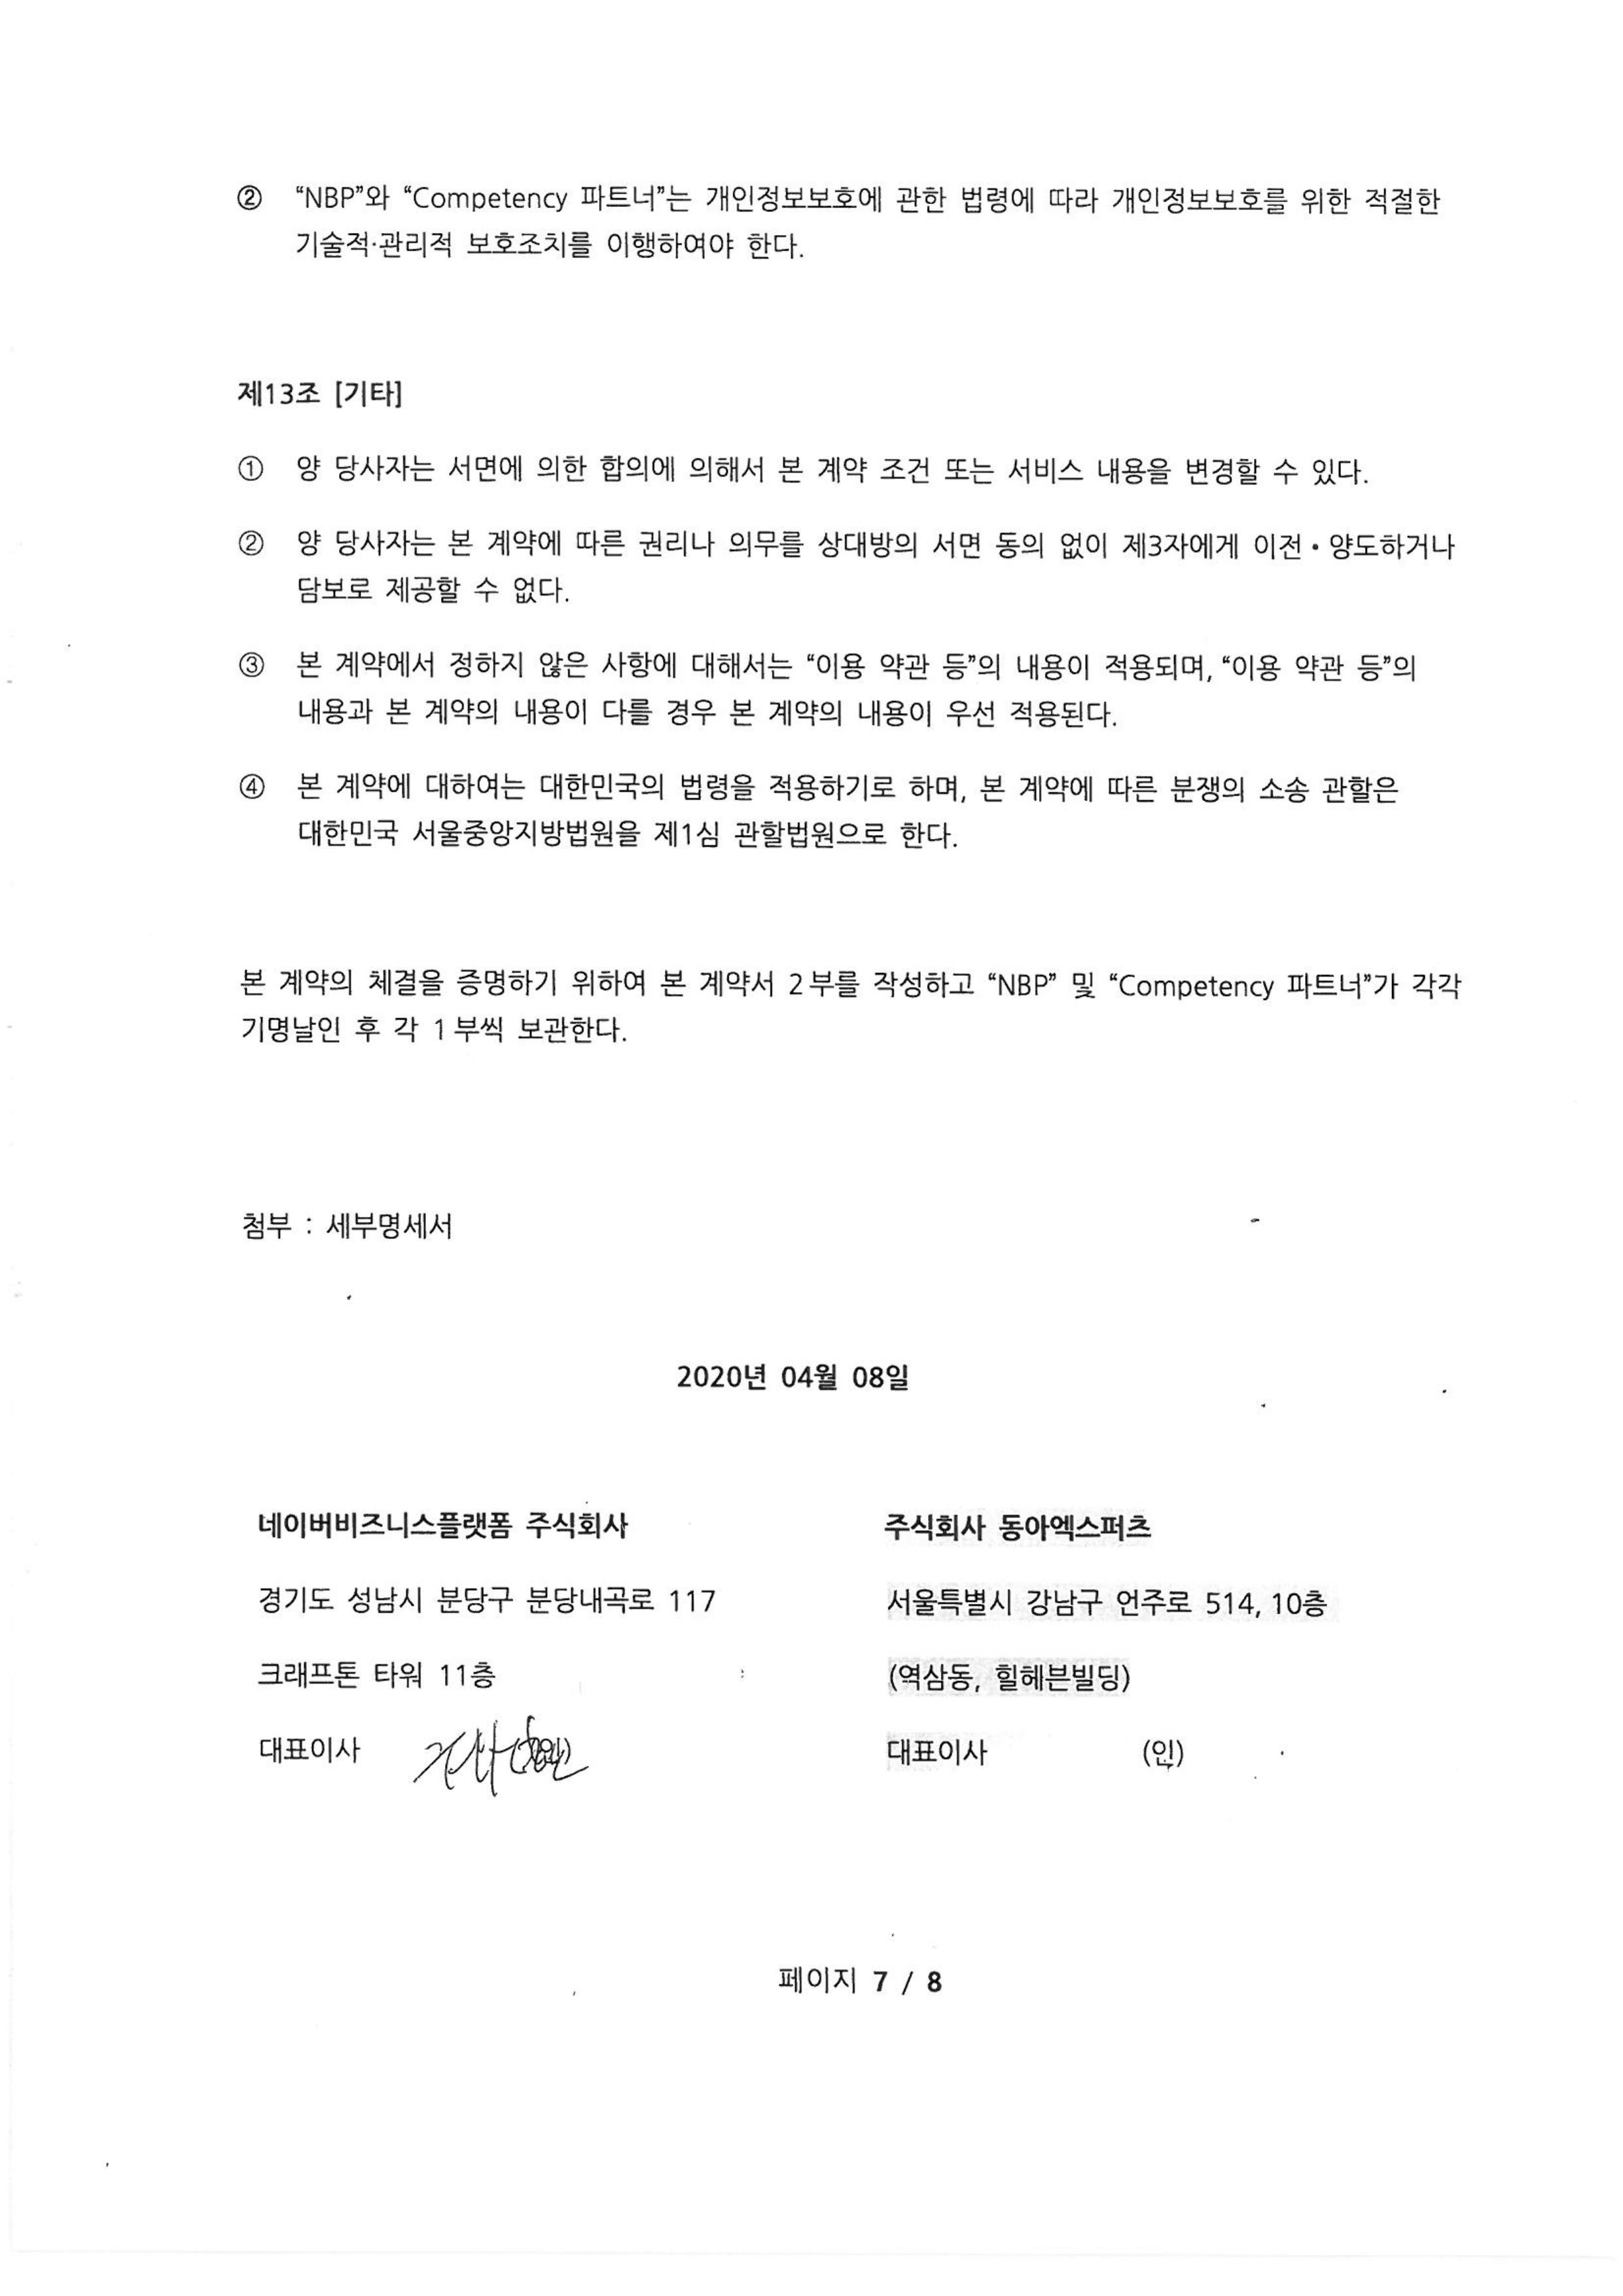 ② “NBP”와 “Competency 파트너”는 개인정보보호에 관한 법령에 따라 개인정보보호를 위한 적절한
기술적·관리적 보호조치를 이행하여야 한다.
제13조 [기타]
① 양 당사자는 서면에 의한 합의에 의해서 본 계약 조건 또는 서비스 내용을 변경할 수 있다.
② 양 당사자는 본 계약에 따른 권리나 의무를 상대방의 서면 동의 없이 제3자에게 이전・양도하거나
담보로 제공할 수 없다.
③ 본 계약에서 정하지 않은 사항에 대해서는 “이용 약관 등”의 내용이 적용되며, “이용 약관 등”의
내용과 본 계약의 내용이 다를 경우 본 계약의 내용이 우선 적용된다.
④ 본 계약에 대하여는 대한민국의 법령을 적용하기로 하며, 본 계약에 따른 분쟁의 소송 관할은
대한민국 서울중앙지방법원을 제1심 관할법원으로 한다.
본 계약의 체결을 증명하기 위하여 본 계약서 2부를 작성하고 “NBP” 및 “Competency 파트너”가 각각
기명날인 후 각 1부씩 보관한다.
첨부 : 세부명세서
2020년 04월 08일
네이버비즈니스플랫폼 주식회사
경기도 성남시 분당구 분당내곡로 117
크래프톤 타워 11층
대표이사 (인)
주식회사 동아엑스퍼츠
서울특별시 강남구 언주로 514, 10층
(역삼동, 힐헤븐빌딩)
대표이사 (인)
페이지 7 / 8